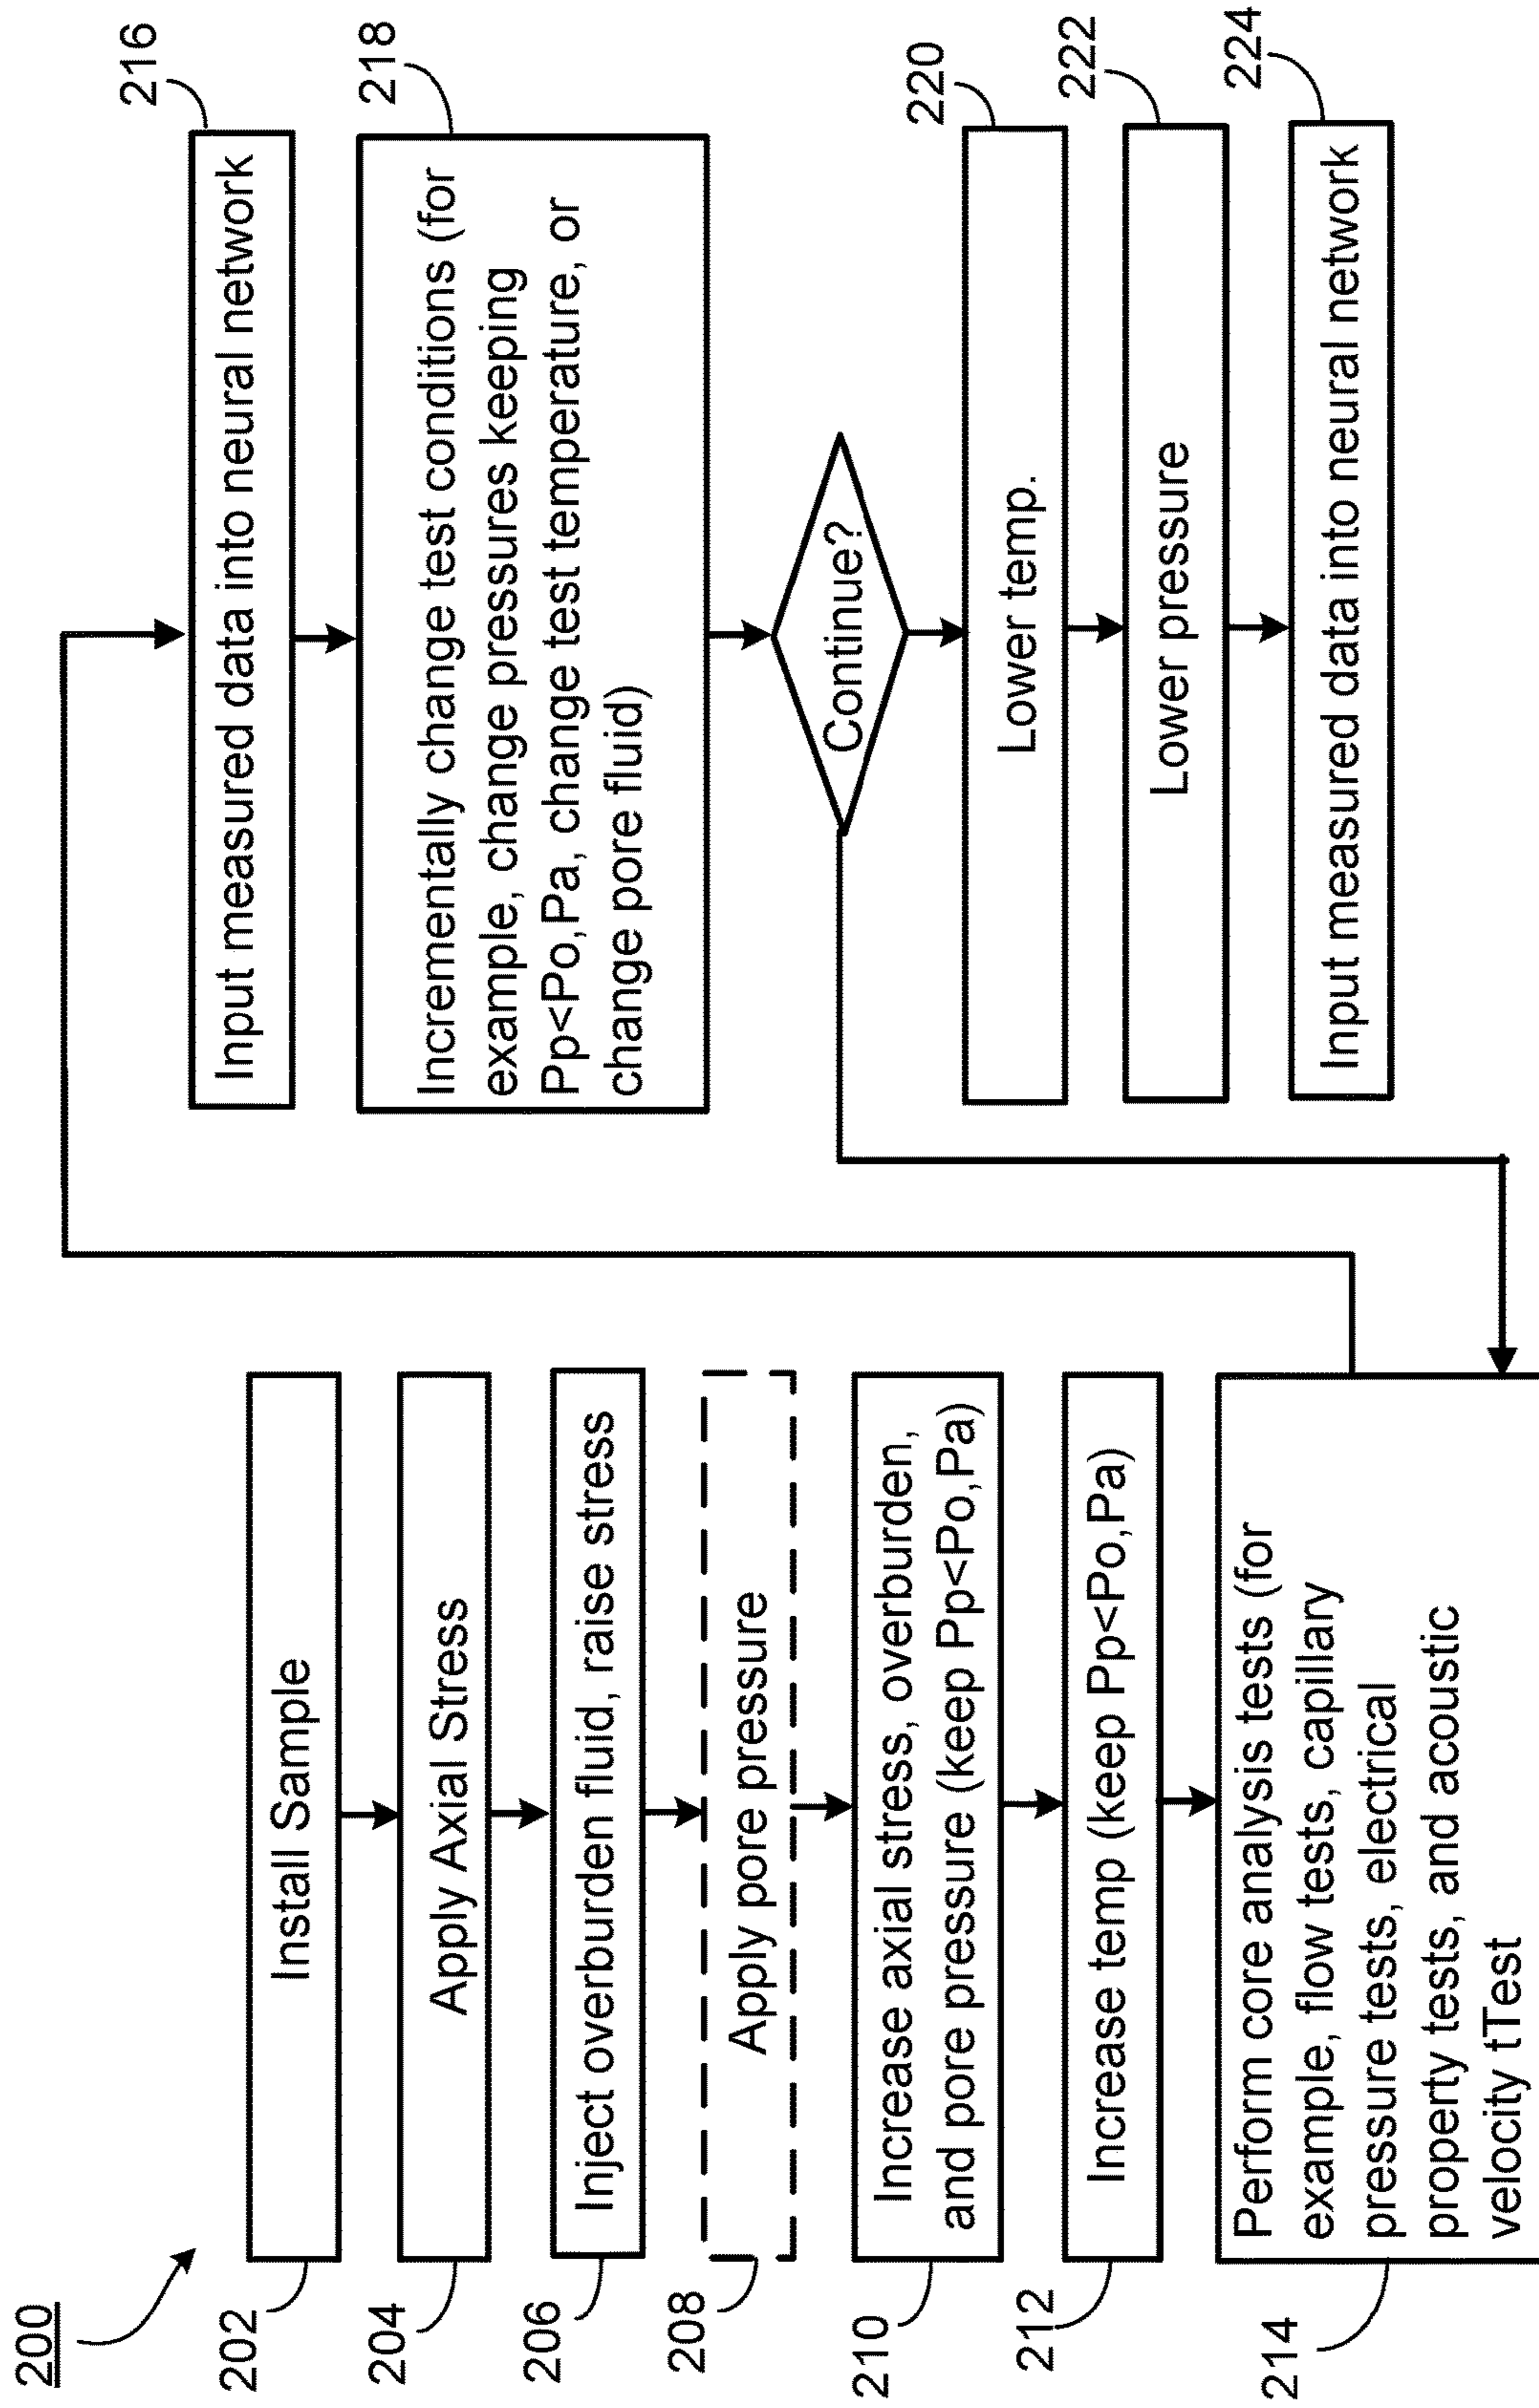 200
202
Install Sample
204
Apply Axial Stress
206
Inject overburden fluid, raise stress
208
Apply pore pressure
210
Increase axial stress, overburden,
and pore pressure (keep Pp<Po,Pa)
212
Increase temp (keep Pp<Po,Pa)
214
Perform core analysis tests (for
example, flow tests, capillary
pressure tests, electrical
property tests, and acoustic
velocity tTest
216
Input measured data into neural network
218
Incrementally change test conditions (for
example, change pressures keeping
Pp<Po,Pa, change test temperature, or
change pore fluid)
Continue?
220
Lower temp.
222
Lower pressure
224
Input measured data into neural network